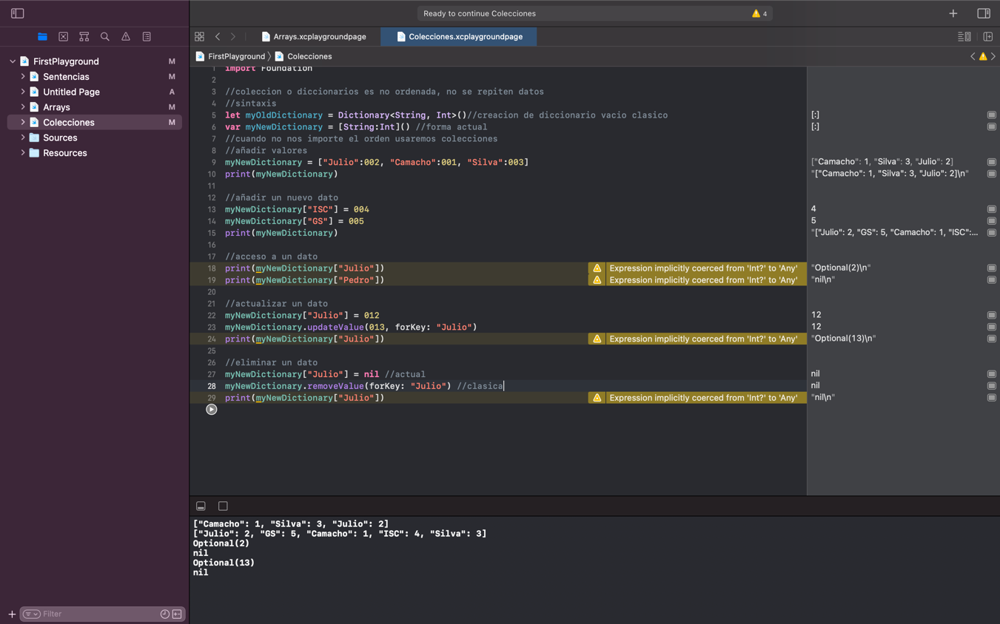 Ready to continue Colecciones
4
Arrays.xcplaygroundpage
Colecciones.xcplaygroundpage
FirstPlayground
Colecciones
FirstPlayground M
Sentencias M
Untitled Page A
Arrays M
Colecciones M
Sources
Resources
1 import Foundation
2
3 //coleccion o diccionarios es no ordenada, no se repiten datos
4 //sintaxis
5 let myOldDictionary = Dictionary<String, Int>()//creacion de diccionario vacio clasico
6 var myNewDictionary = [String:Int]() //forma actual
7 //cuando no nos importe el orden usaremos colecciones
8 //añadir valores
9 myNewDictionary = ["Julio":002, "Camacho":001, "Silva":003]
10 print(myNewDictionary)
11
12 //añadir un nuevo dato
13 myNewDictionary["ISC"] = 004
14 myNewDictionary["GS"] = 005
15 print(myNewDictionary)
16
17 //acceso a un dato
18 print(myNewDictionary["Julio"]) Expression implicitly coerced from 'Int?' to 'Any'
19 print(myNewDictionary["Pedro"]) Expression implicitly coerced from 'Int?' to 'Any'
20
21 //actualizar un dato
22 myNewDictionary["Julio"] = 012
23 myNewDictionary.updateValue(013, forKey: "Julio")
24 print(myNewDictionary["Julio"]) Expression implicitly coerced from 'Int?' to 'Any'
25
26 //eliminar un dato
27 myNewDictionary["Julio"] = nil //actual
28 myNewDictionary.removeValue(forKey: "Julio") //clasica
29 print(myNewDictionary["Julio"]) Expression implicitly coerced from 'Int?' to 'Any'
[:]
[:]
["Camacho": 1, "Silva": 3, "Julio": 2]
"["Camacho": 1, "Silva": 3, "Julio": 2]\n"
4
5
"["Julio": 2, "GS": 5, "Camacho": 1, "ISC":...
"Optional(2)\n"
"nil\n"
12
12
"Optional(13)\n"
nil
nil
"nil\n"
["Camacho": 1, "Silva": 3, "Julio": 2]
["Julio": 2, "GS": 5, "Camacho": 1, "ISC": 4, "Silva": 3]
Optional(2)
nil
Optional(13)
nil
Filter